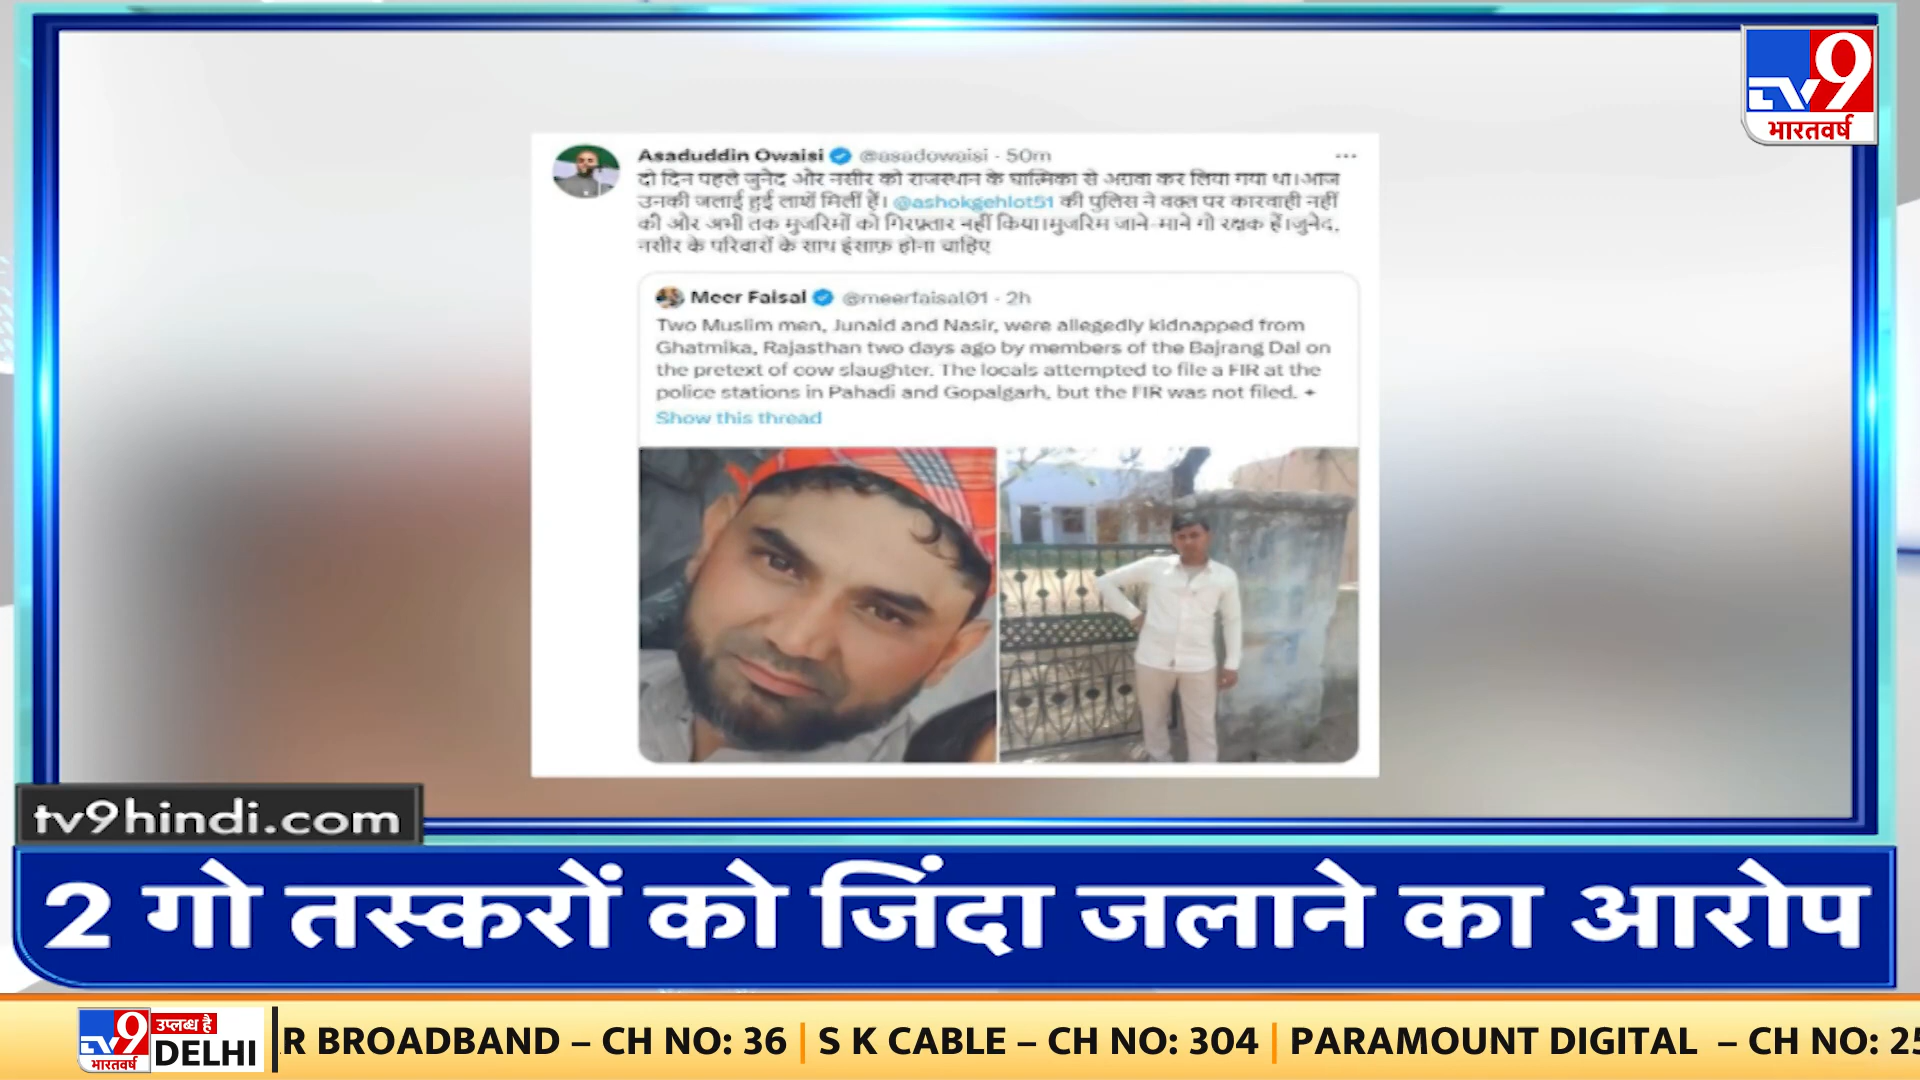 TV9
भारतवर्ष
Asaduddin Owaisi @asadowaisi - 50m
दो दिन पहले जुनेद और नसीर को राजस्थान के घात्मिका से अग़वा कर लिया गया था।आज
उनकी जलाई हुई लाशें मिलीं हैं। @ashokgehlot51 की पुलिस ने वक़्त पर कारवाही नहीं
की और अभी तक मुजरिमों को गिरफ़्तार नहीं किया।मुजरिम जाने-माने गो रक्षक हैं।जुनेद,
नसीर के परिवारों के साथ इंसाफ़ होना चाहिए
Meer Faisal @meerfaisal01 - 2h
Two Muslim men, Junaid and Nasir, were allegedly kidnapped from
Ghatmika, Rajasthan two days ago by members of the Bajrang Dal on
the pretext of cow slaughter. The locals attempted to file a FIR at the
police stations in Pahadi and Gopalgarh, but the FIR was not filed. +
Show this thread
tv9hindi.com
2 गो तस्करों को जिंदा जलाने का आरोप
TV9
भारतवर्ष
उप्लब्ध है
DELHI
R BROADBAND – CH NO: 36 | S K CABLE – CH NO: 304 | PARAMOUNT DIGITAL – CH NO: 25